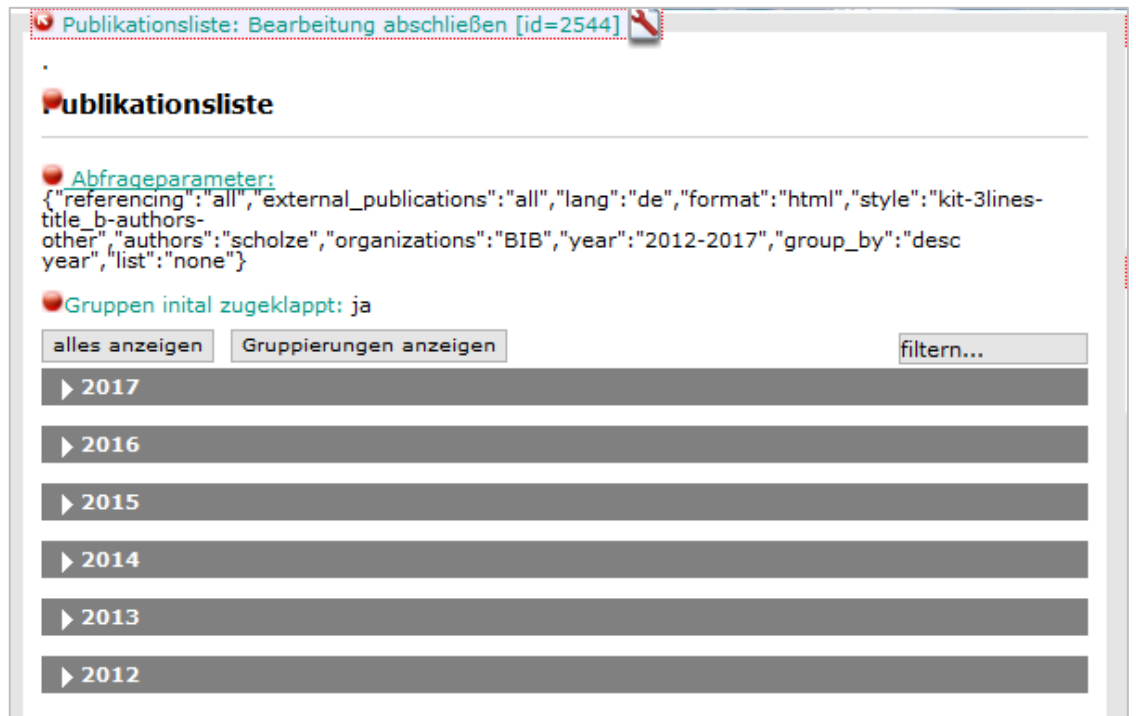 Publikationsliste: Bearbeitung abschließen [id=2544]
.
Publikationsliste
Abfrageparameter:
{"referencing":"all","external_publications":"all","lang":"de","format":"html","style":"kit-3lines-
title_b-authors-
other","authors":"scholze","organizations":"BIB","year":"2012-2017","group_by":"desc
year","list":"none"}
Gruppen inital zugeklappt: ja
alles anzeigen Gruppierungen anzeigen filtern...
2017
2016
2015
2014
2013
2012